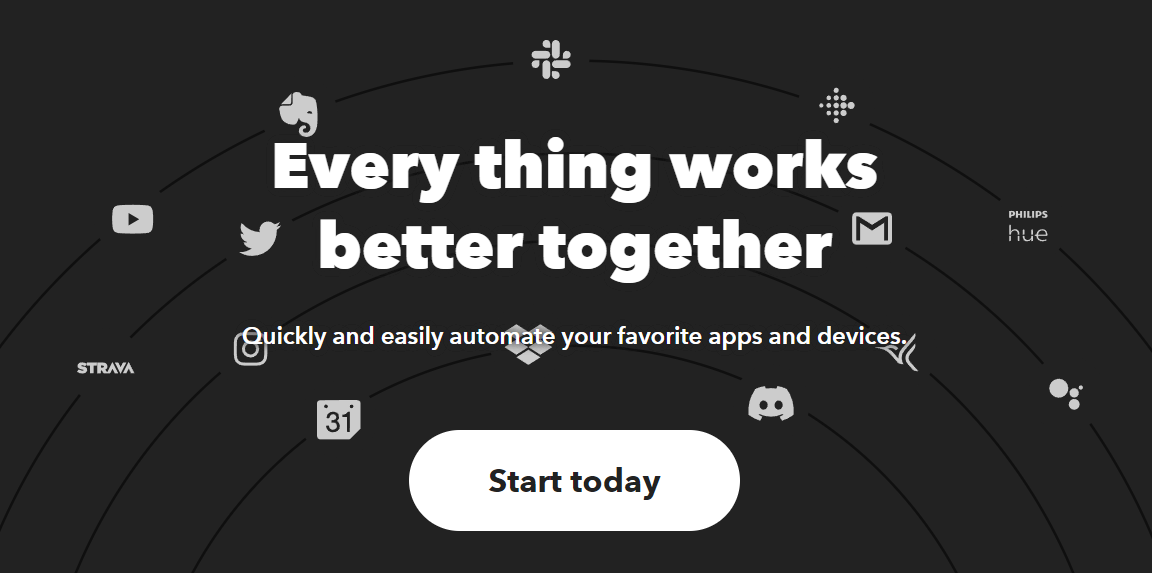 Every thing works
better together
PHILIPS
hue
Quickly and easily automate your favorite apps and devices.
STRAVA
31
Start today